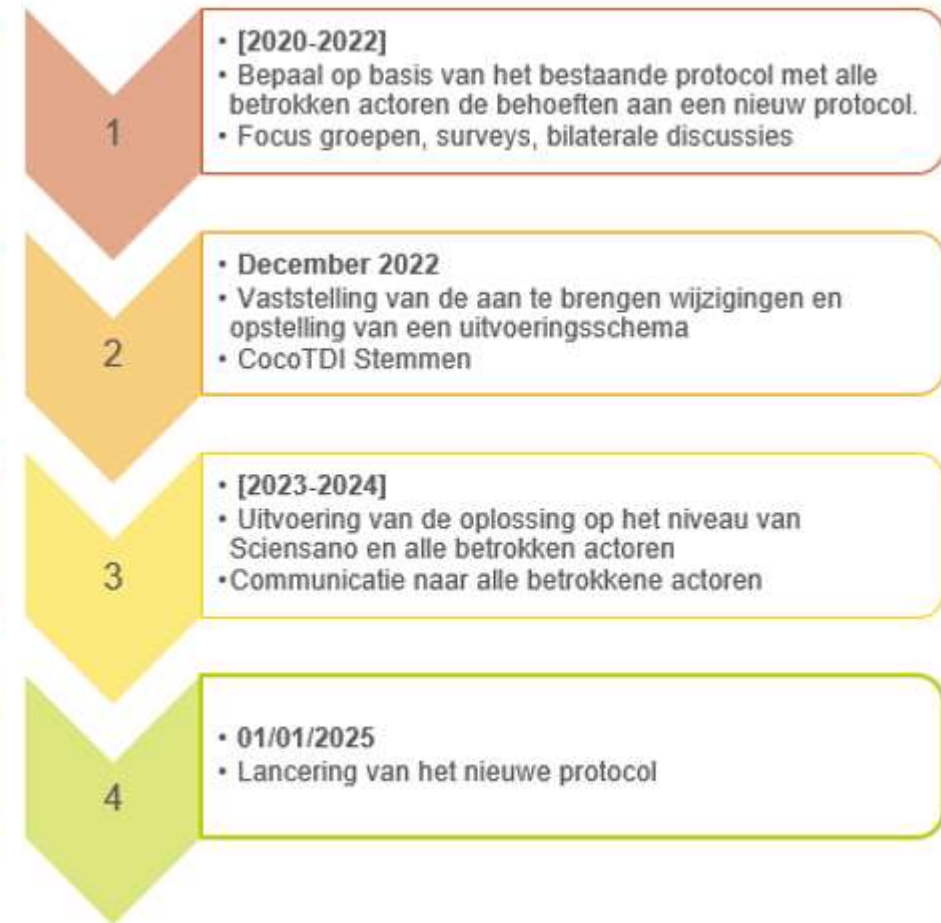 1
• [2020-2022]
• Bepaal op basis van het bestaande protocol met alle
betrokken actoren de behoeften aan een nieuw protocol.
• Focus groepen, surveys, bilaterale discussies
2
• December 2022
• Vaststelling van de aan te brengen wijzigingen en
opstelling van een uitvoeringsschema
• CocoTDI Stemmen
3
• [2023-2024]
• Uitvoering van de oplossing op het niveau van
Sciensano en alle betrokken actoren
• Communicatie naar alle betrokkene actoren
4
• 01/01/2025
• Lancering van het nieuwe protocol